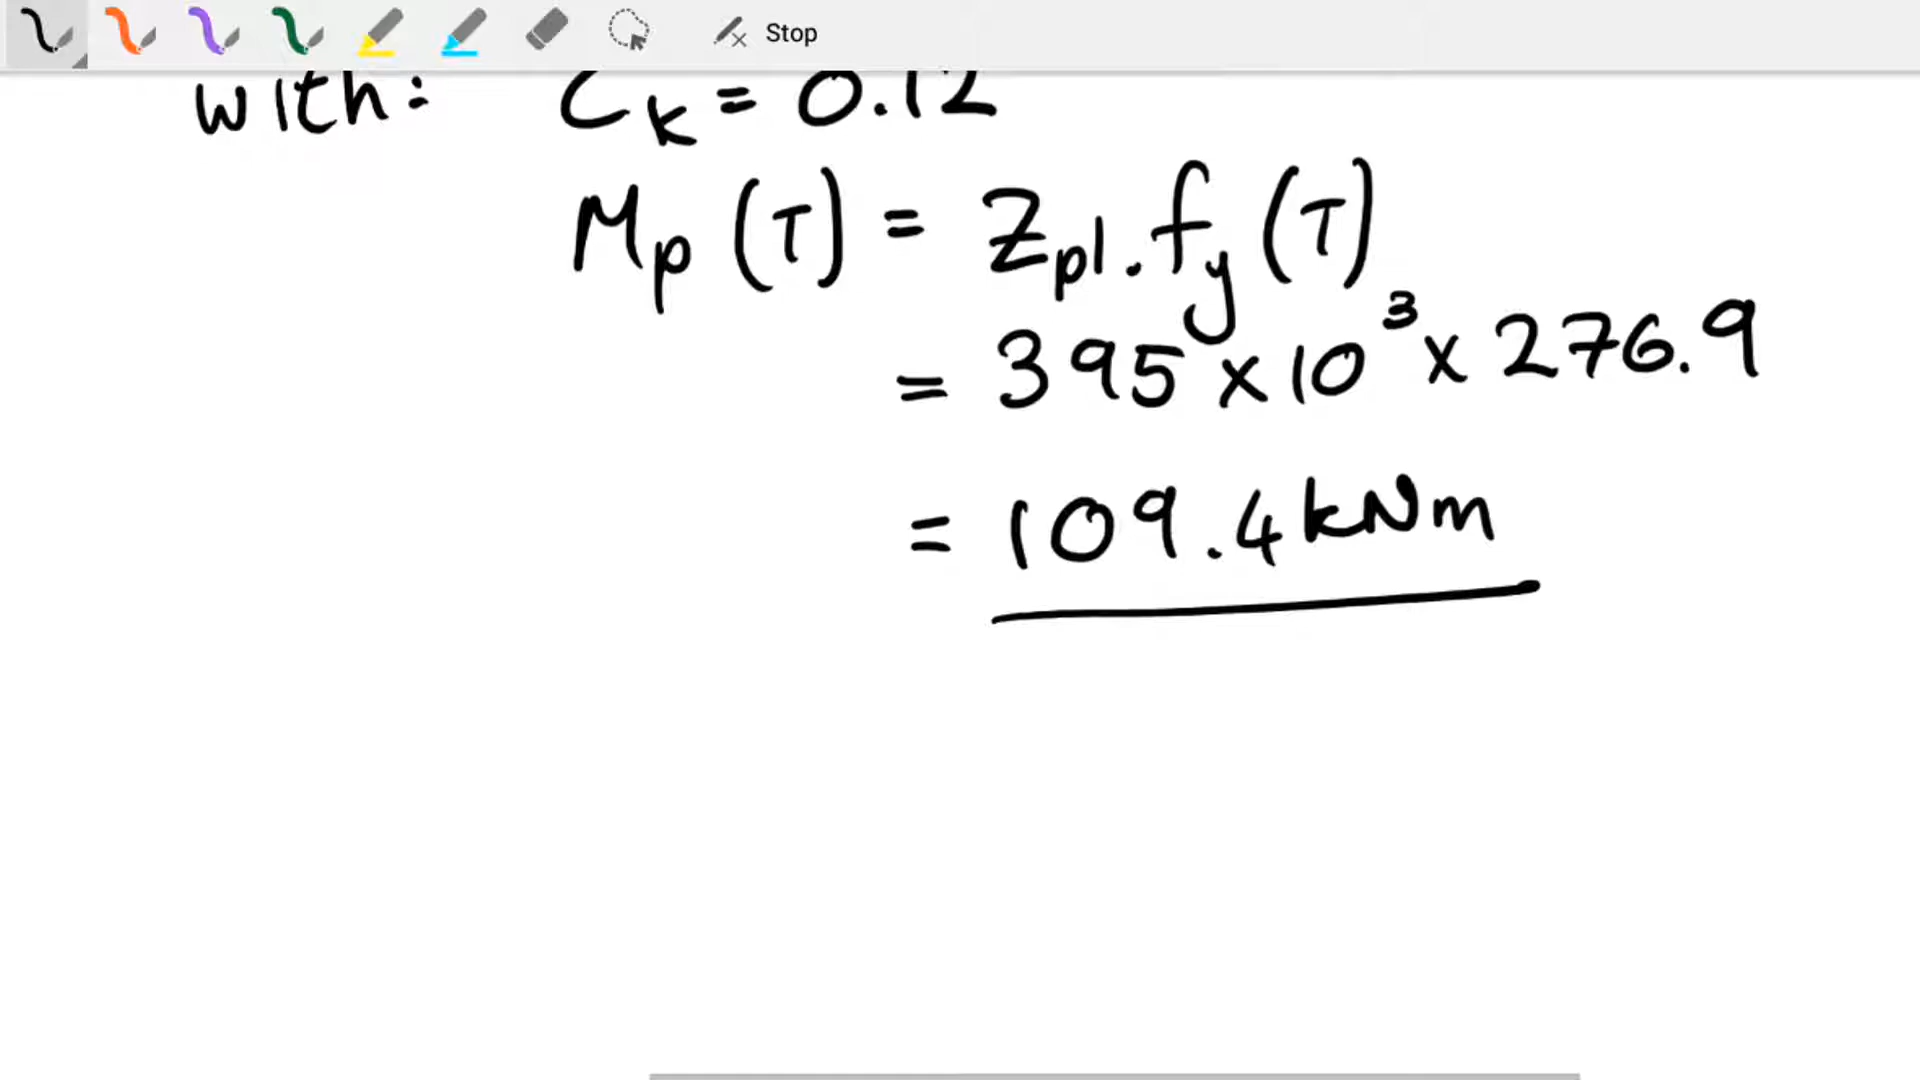 Stop
with: Ck = 0.12
Mp (T) = Zpl . fy (T)
= 395 x 10³ x 276.9
= 109.4 kNm